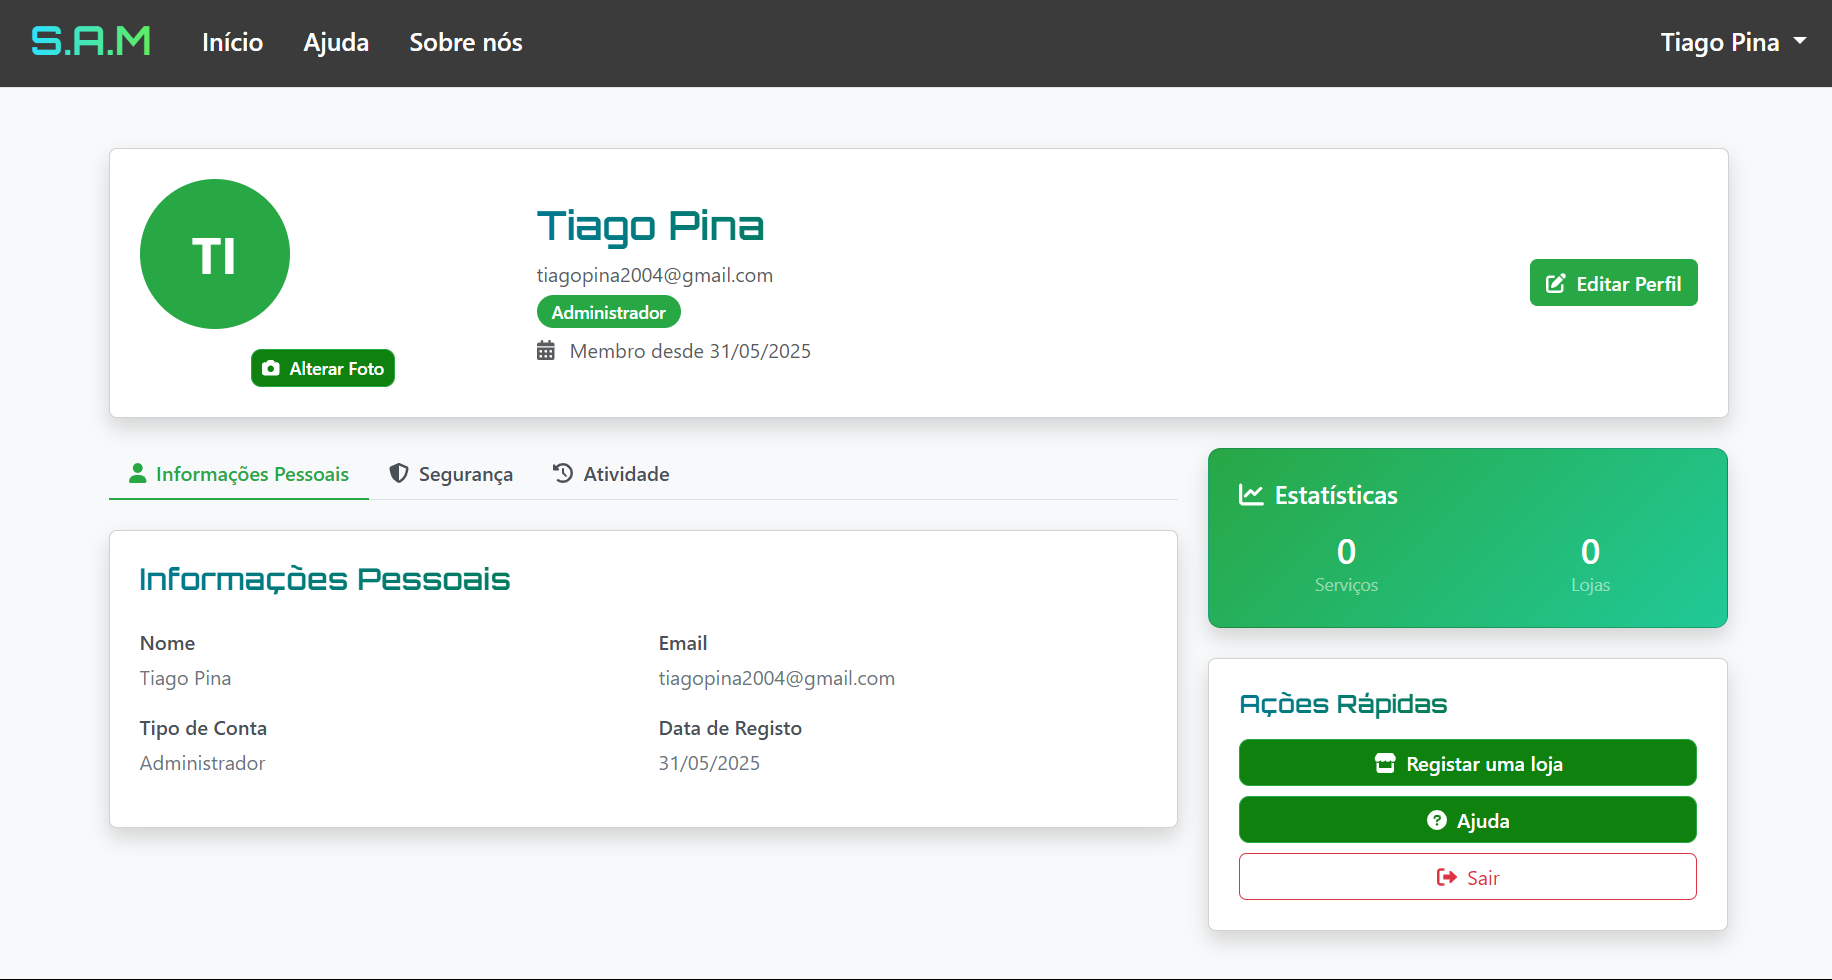 S.A.M Início Ajuda Sobre nós Tiago Pina
TI
Alterar Foto
Tiago Pina
tiagopina2004@gmail.com
Administrador
Membro desde 31/05/2025
Editar Perfil
Informações Pessoais Segurança Atividade
Informações Pessoais
Nome
Tiago Pina
Email
tiagopina2004@gmail.com
Tipo de Conta
Administrador
Data de Registo
31/05/2025
Estatísticas
0
Serviços
0
Lojas
Ações Rápidas
Registar uma loja
Ajuda
Sair